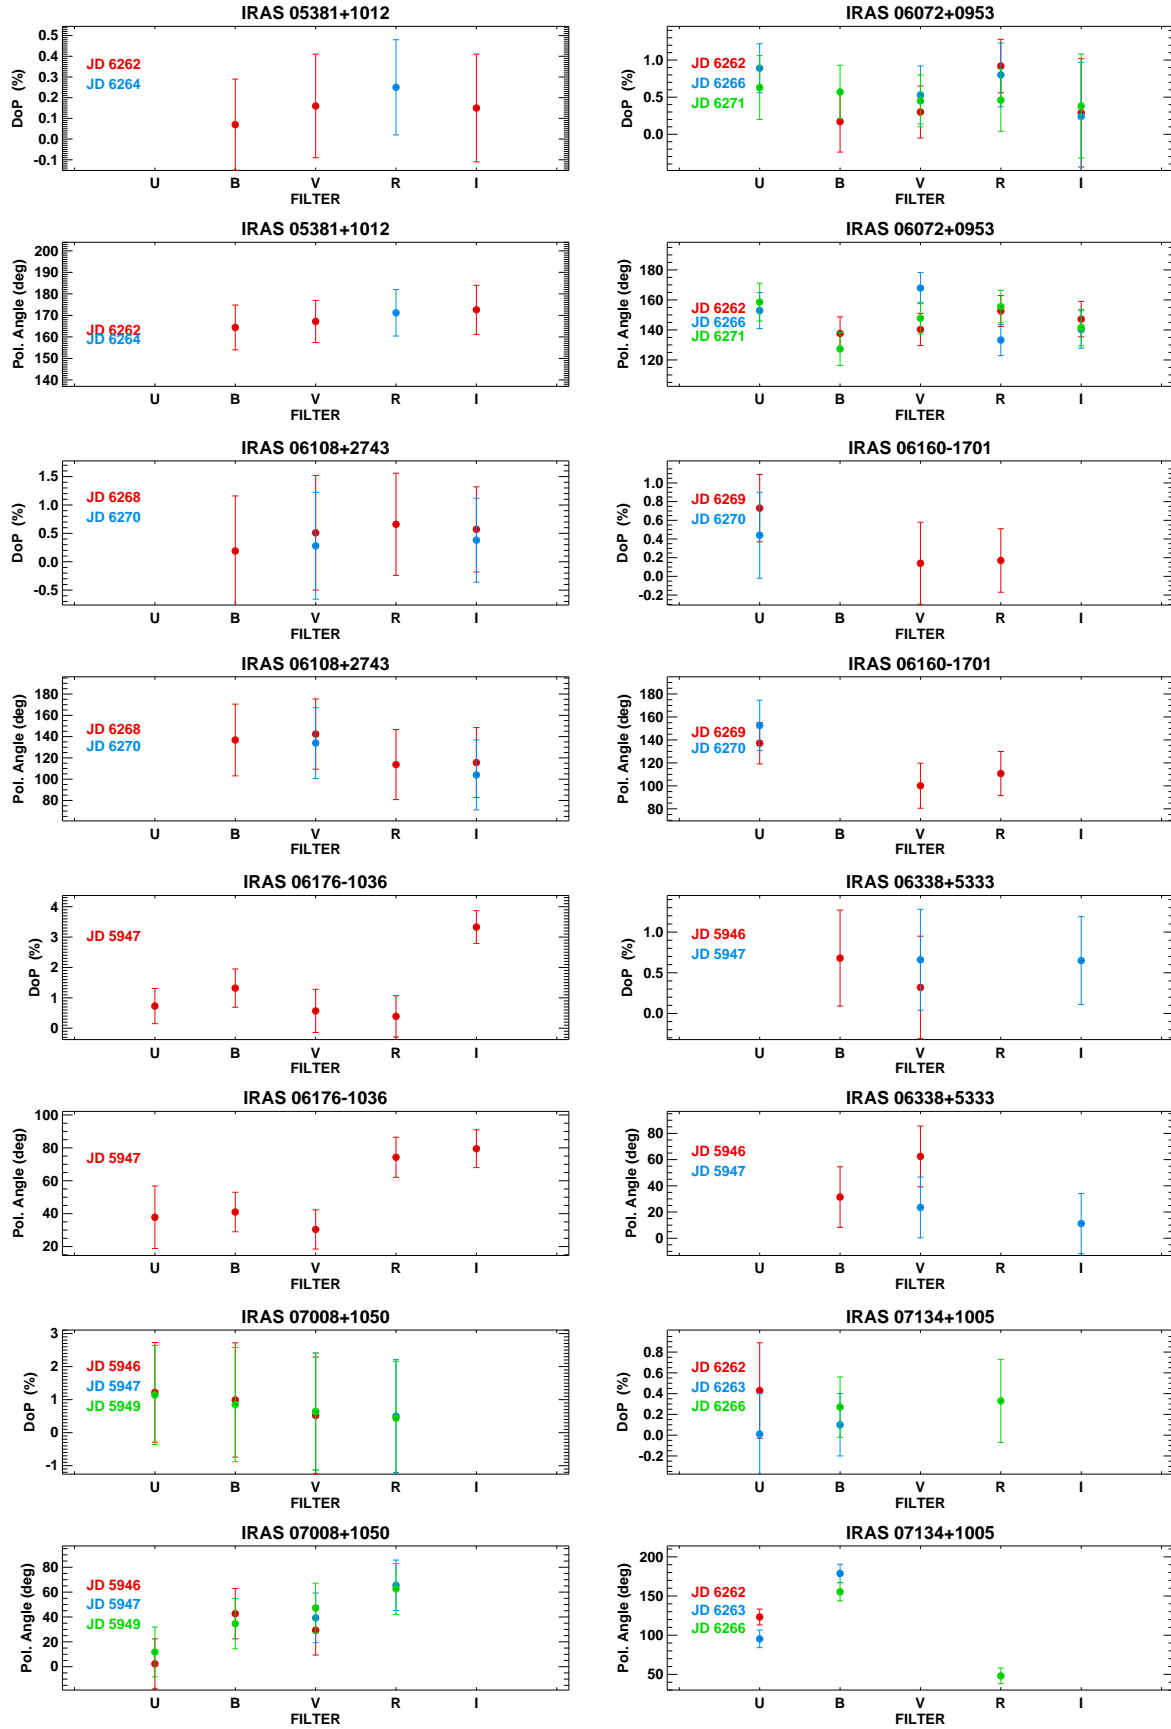 IRAS 05381+1012
DoP (%)
0.5
0.4
0.3
0.2
0.1
0.0
-0.1
JD 6262
JD 6264
U B V R I
FILTER
IRAS 06072+0953
DoP (%)
1.0
0.5
0.0
JD 6262
JD 6266
JD 6271
U B V R I
FILTER
IRAS 05381+1012
Pol. Angle (deg)
200
190
180
170
160
150
140
JD 6262
JD 6264
U B V R I
FILTER
IRAS 06072+0953
Pol. Angle (deg)
180
160
140
120
JD 6262
JD 6266
JD 6271
U B V R I
FILTER
IRAS 06108+2743
DoP (%)
1.5
1.0
0.5
0.0
-0.5
JD 6268
JD 6270
U B V R I
FILTER
IRAS 06160-1701
DoP (%)
1.0
0.8
0.6
0.4
0.2
0.0
-0.2
JD 6269
JD 6270
U B V R I
FILTER
IRAS 06108+2743
Pol. Angle (deg)
180
160
140
120
100
80
JD 6268
JD 6270
U B V R I
FILTER
IRAS 06160-1701
Pol. Angle (deg)
180
160
140
120
100
80
JD 6269
JD 6270
U B V R I
FILTER
IRAS 06176-1036
DoP (%)
4
3
2
1
0
JD 5947
U B V R I
FILTER
IRAS 06338+5333
DoP (%)
1.0
0.5
0.0
JD 5946
JD 5947
U B V R I
FILTER
IRAS 06176-1036
Pol. Angle (deg)
100
80
60
40
20
JD 5947
U B V R I
FILTER
IRAS 06338+5333
Pol. Angle (deg)
80
60
40
20
0
JD 5946
JD 5947
U B V R I
FILTER
IRAS 07008+1050
DoP (%)
3
2
1
0
-1
JD 5946
JD 5947
JD 5949
U B V R I
FILTER
IRAS 07134+1005
DoP (%)
0.8
0.6
0.4
0.2
0.0
-0.2
JD 6262
JD 6263
JD 6266
U B V R I
FILTER
IRAS 07008+1050
Pol. Angle (deg)
80
60
40
20
0
JD 5946
JD 5947
JD 5949
U B V R I
FILTER
IRAS 07134+1005
Pol. Angle (deg)
200
150
100
50
JD 6262
JD 6263
JD 6266
U B V R I
FILTER